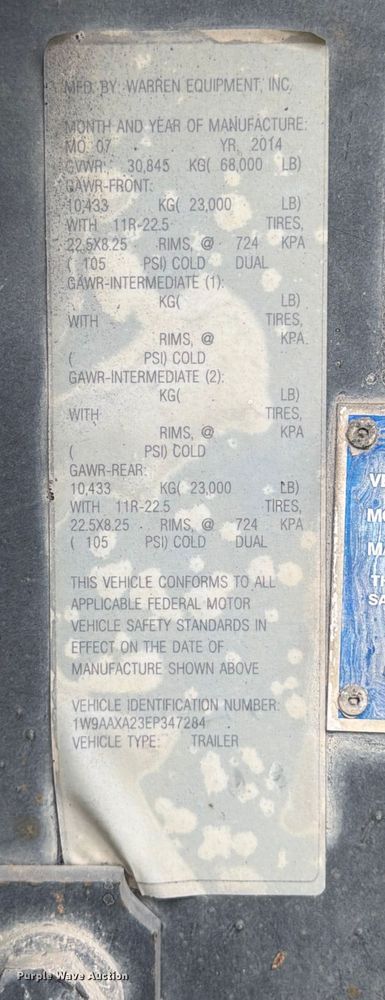 MFD. BY: WARREN EQUIPMENT, INC.
MONTH AND YEAR OF MANUFACTURE:
MO. 07 YR. 2014
GVWR: 30,845 KG( 68,000 LB)
GAWR-FRONT:
10,433 KG( 23,000 LB)
WITH 11R-22.5 TIRES,
22.5X8.25 RIMS, @ 724 KPA
( 105 PSI) COLD DUAL
GAWR-INTERMEDIATE (1):
KG( LB)
WITH TIRES,
RIMS, @ KPA
( PSI) COLD
GAWR-INTERMEDIATE (2):
KG( LB)
WITH TIRES,
RIMS, @ KPA
( PSI) COLD
GAWR-REAR:
10,433 KG( 23,000 LB)
WITH 11R-22.5 TIRES,
22.5X8.25 RIMS, @ 724 KPA
( 105 PSI) COLD DUAL
THIS VEHICLE CONFORMS TO ALL
APPLICABLE FEDERAL MOTOR
VEHICLE SAFETY STANDARDS IN
EFFECT ON THE DATE OF
MANUFACTURE SHOWN ABOVE
VEHICLE IDENTIFICATION NUMBER:
1W9AAXA23EP347284
VEHICLE TYPE: TRAILER
Purple Wave Auction